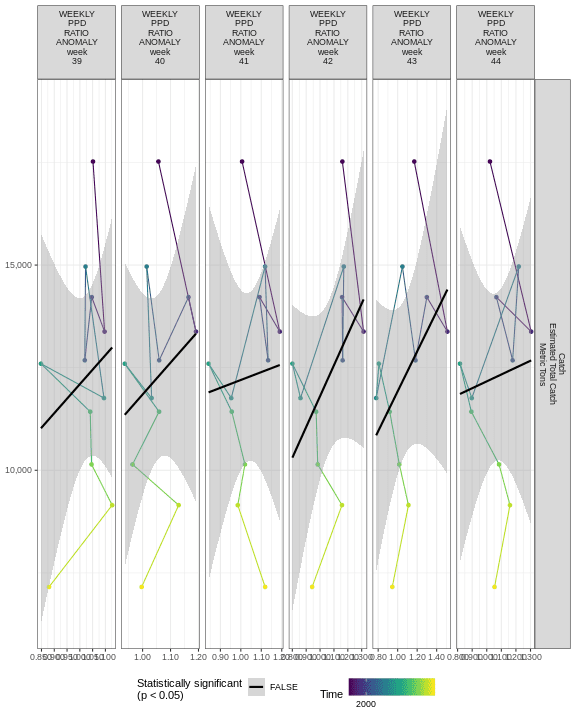 WEEKLY
PPD
RATIO
ANOMALY
week
39
WEEKLY
PPD
RATIO
ANOMALY
week
40
WEEKLY
PPD
RATIO
ANOMALY
week
41
WEEKLY
PPD
RATIO
ANOMALY
week
42
WEEKLY
PPD
RATIO
ANOMALY
week
43
WEEKLY
PPD
RATIO
ANOMALY
week
44
15,000
10,000
Catch
Estimated Total Catch
Metric Tons
1.00 1.10 1.20
0.90 1.00 1.10
0.80 1.00 1.20 1.40
Statistically significant
(p < 0.05)
FALSE
Time
2000